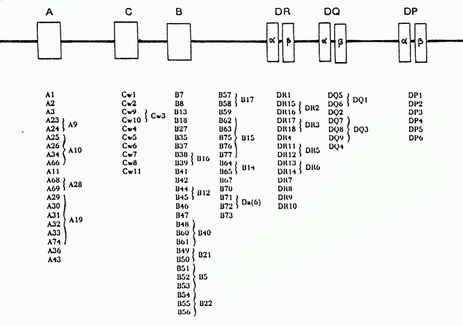 A C B DR DQ DP
α β α β α β
A1
A2
A3
A23
A24
A9
A25
A26
A34
A66
A10
A11
A68
A69
A28
A29
A30
A31
A32
A33
A74
A19
A36
A43
Cw1
Cw2
Cw9
Cw10
Cw3
Cw4
Cw5
Cw6
Cw7
Cw8
Cw11
B7
B8
B13
B18
B27
B35
B37
B38
B39
B16
B41
B42
B44
B45
B12
B46
B47
B48
B60
B61
B40
B49
B50
B21
B51
B52
B53
B5
B54
B55
B56
B22
B57
B58
B17
B59
B62
B63
B75
B76
B77
B15
B64
B65
B14
B67
B70
B71
B72
B73
DR1
DR15
DR16
DR2
DR17
DR18
DR3
DR4
DR11
DR12
DR5
DR13
DR14
DR6
DR7
DR8
DR9
DR10
DQ5
DQ6
DQ1
DQ2
DQ7
DQ8
DQ9
DQ3
DQ4
DP1
DP2
DP3
DP4
DP5
DP6